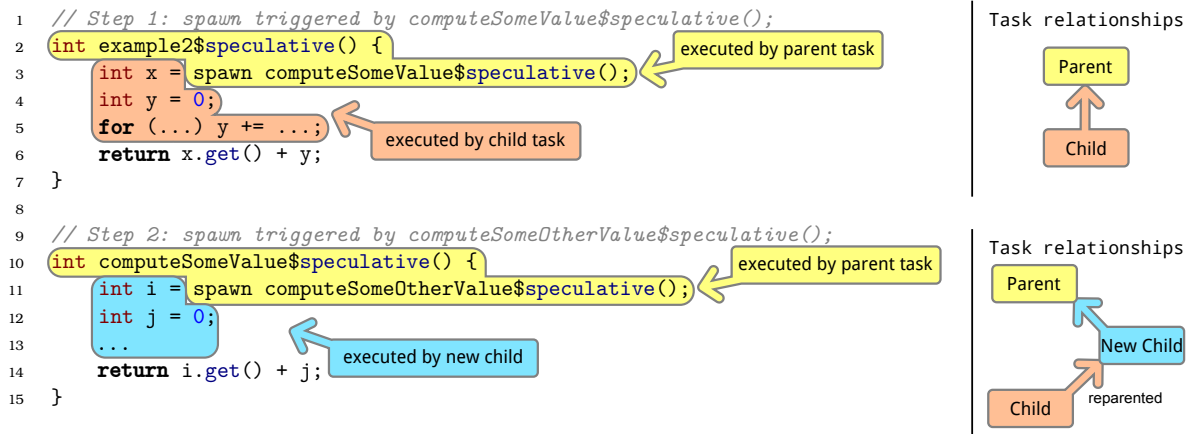 1 // Step 1: spawn triggered by computeSomeValue$speculative();
2 int example2$speculative() {
executed by parent task
3 int x = spawn computeSomeValue$speculative();
4 int y = 0;
5 for (...) y += ...;
executed by child task
6 return x.get() + y;
7 }
8
9 // Step 2: spawn triggered by computeSomeOtherValue$speculative();
10 int computeSomeValue$speculative() {
executed by parent task
11 int i = spawn computeSomeOtherValue$speculative();
12 int j = 0;
13 ...
executed by new child
14 return i.get() + j;
15 }
Task relationships
Parent
Child
Task relationships
Parent
New Child
reparented
Child